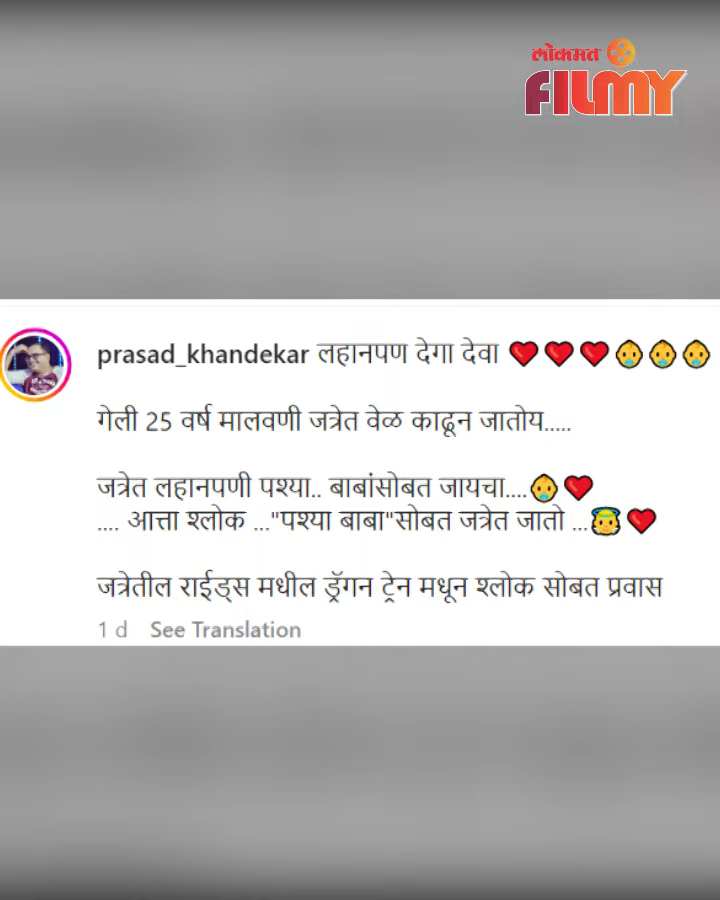 लोकमत
FILMY
prasad_khandekar लहानपण देगा देवा ❤️❤️❤️👶👶👶
गेली 25 वर्ष मालवणी जत्रेत वेळ काढून जातोय.....
जत्रेत लहानपणी पश्या.. बाबांसोबत जायचा....👶❤️
.... आत्ता श्लोक ..."पश्या बाबा"सोबत जत्रेत जातो ...😇❤️
जत्रेतील राईड्स मधील ड्रॅगन ट्रेन मधून श्लोक सोबत प्रवास
1 d See Translation